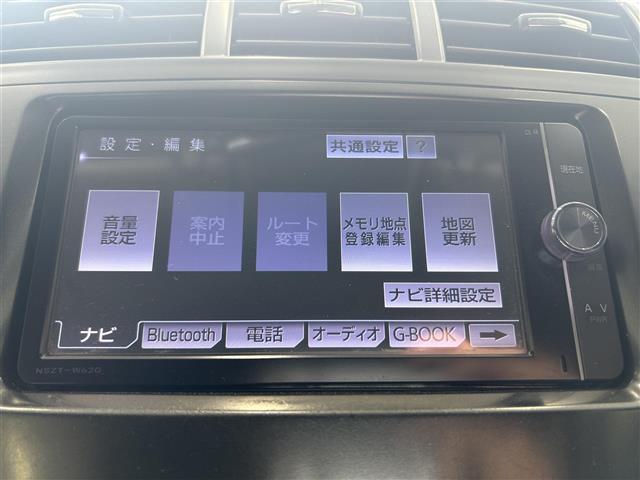 設定・編集
共通設定
?
音量
設定
案内
中止
ルート
変更
メモリ地点
登録編集
地図
更新
ナビ詳細設定
ナビ
Bluetooth
電話
オーディオ
G-BOOK
NSZT-W62G
現在地
MENU
AV
PWR